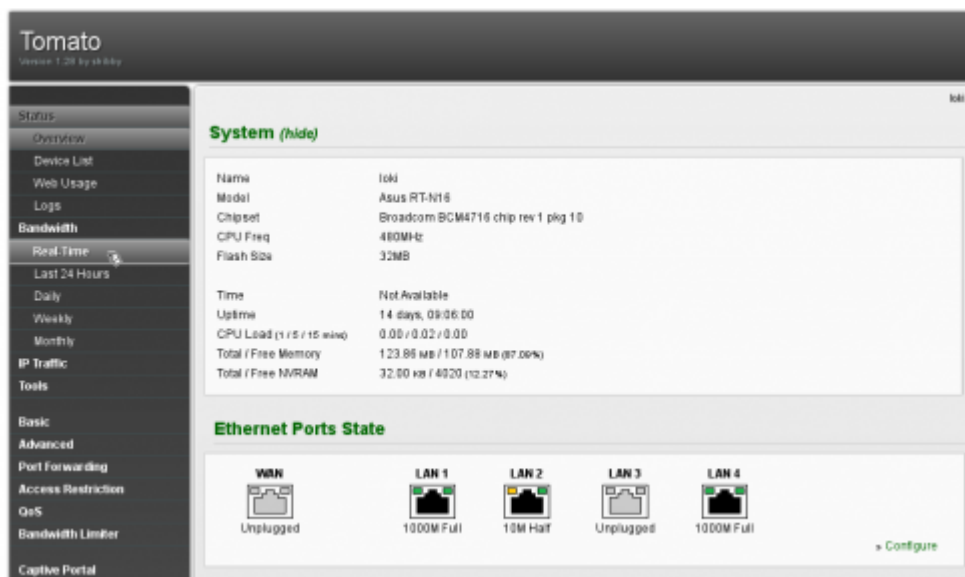 Tomato
Version 1.28 by shibby
loki
Status
Overview
Device List
Web Usage
Logs
Bandwidth
Real-Time
Last 24 Hours
Daily
Weekly
Monthly
IP Traffic
Tools
Basic
Advanced
Port Forwarding
Access Restriction
QoS
Bandwidth Limiter
Captive Portal
System (hide)
Name loki
Model Asus RT-N16
Chipset Broadcom BCM4716 chip rev 1 pkg 10
CPU Freq 480MHz
Flash Size 32MB
Time Not Available
Uptime 14 days, 09:06:00
CPU Load (1 / 5 / 15 mins) 0.00 / 0.02 / 0.00
Total / Free Memory 123.86 MB / 107.88 MB (87.09%)
Total / Free NVRAM 32.00 KB / 4020 (12.27%)
Ethernet Ports State
WAN LAN 1 LAN 2 LAN 3 LAN 4
Unplugged 1000M Full 10M Half Unplugged 1000M Full
» Configure